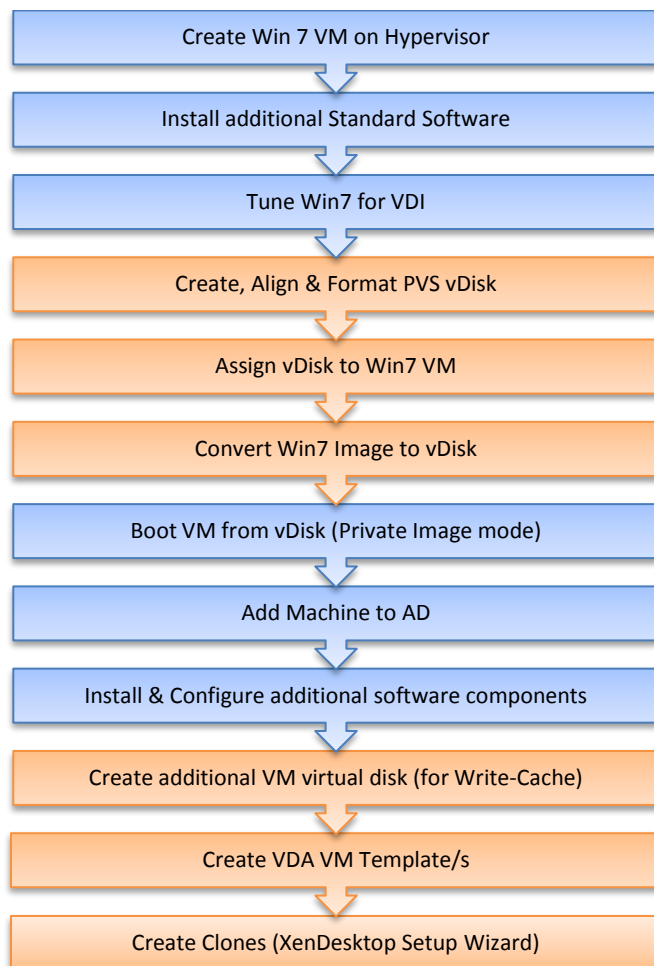 Create Win 7 VM on Hypervisor
Install additional Standard Software
Tune Win7 for VDI
Create, Align & Format PVS vDisk
Assign vDisk to Win7 VM
Convert Win7 Image to vDisk
Boot VM from vDisk (Private Image mode)
Add Machine to AD
Install & Configure additional software components
Create additional VM virtual disk (for Write-Cache)
Create VDA VM Template/s
Create Clones (XenDesktop Setup Wizard)